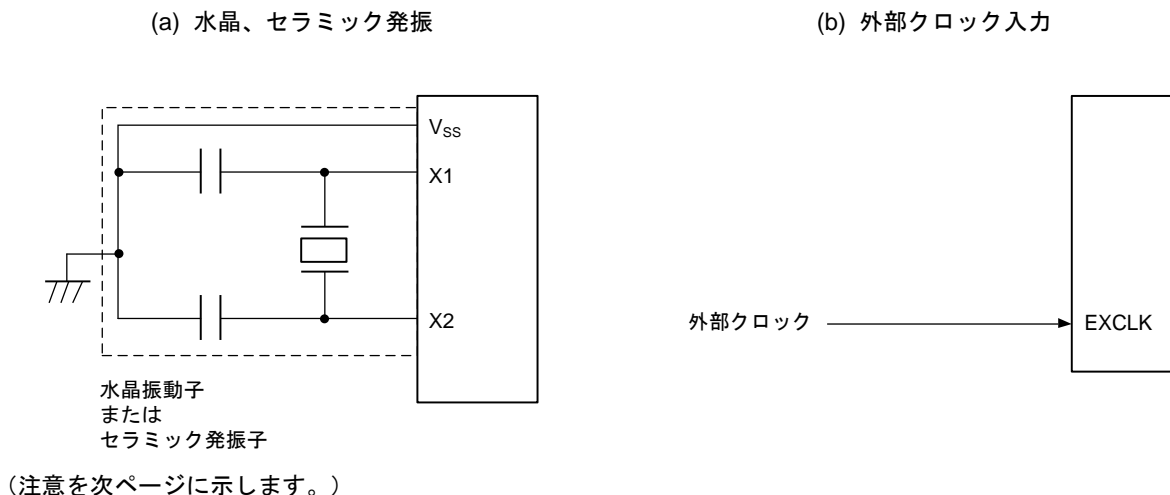 (a) 水晶、セラミック発振
(b) 外部クロック入力
VSS
X1
X2
水晶振動子
または
セラミック発振子
外部クロック
EXCLK
（注意を次ページに示します。）